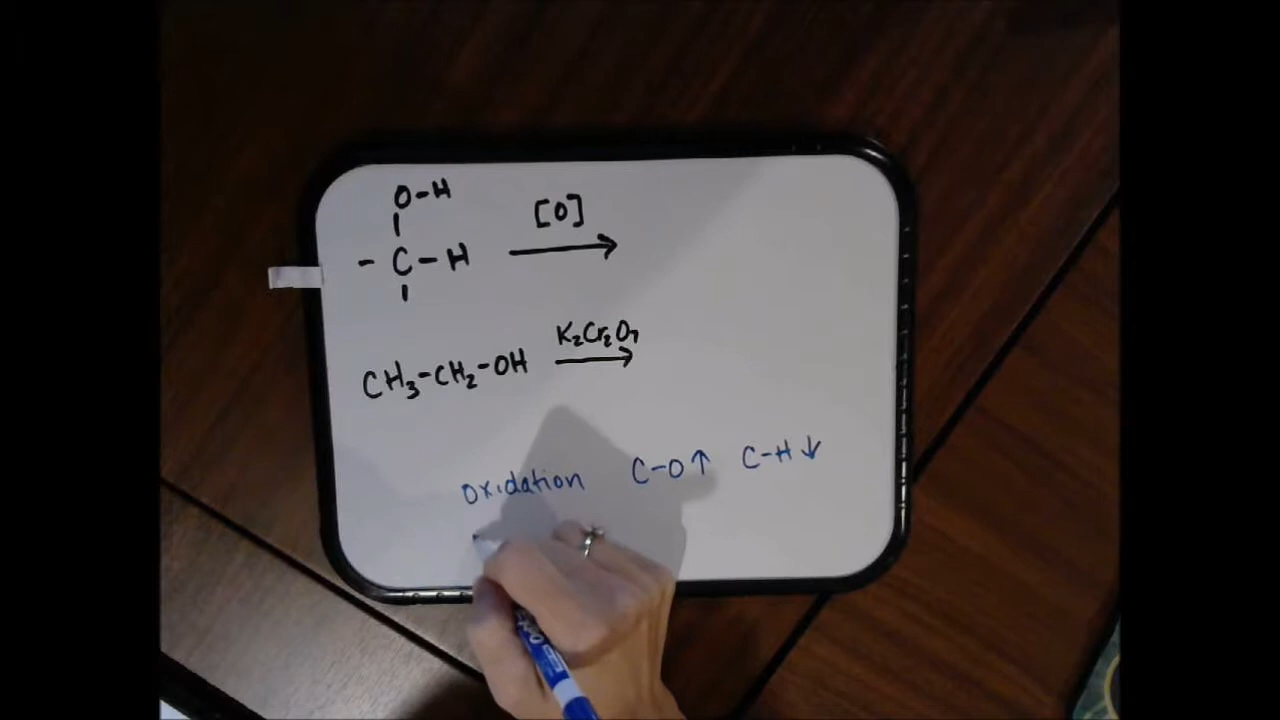 O-H
[O]
- C - H
K₂Cr₂O₇
CH₃-CH₂-OH
oxidation C-O↑ C-H↓